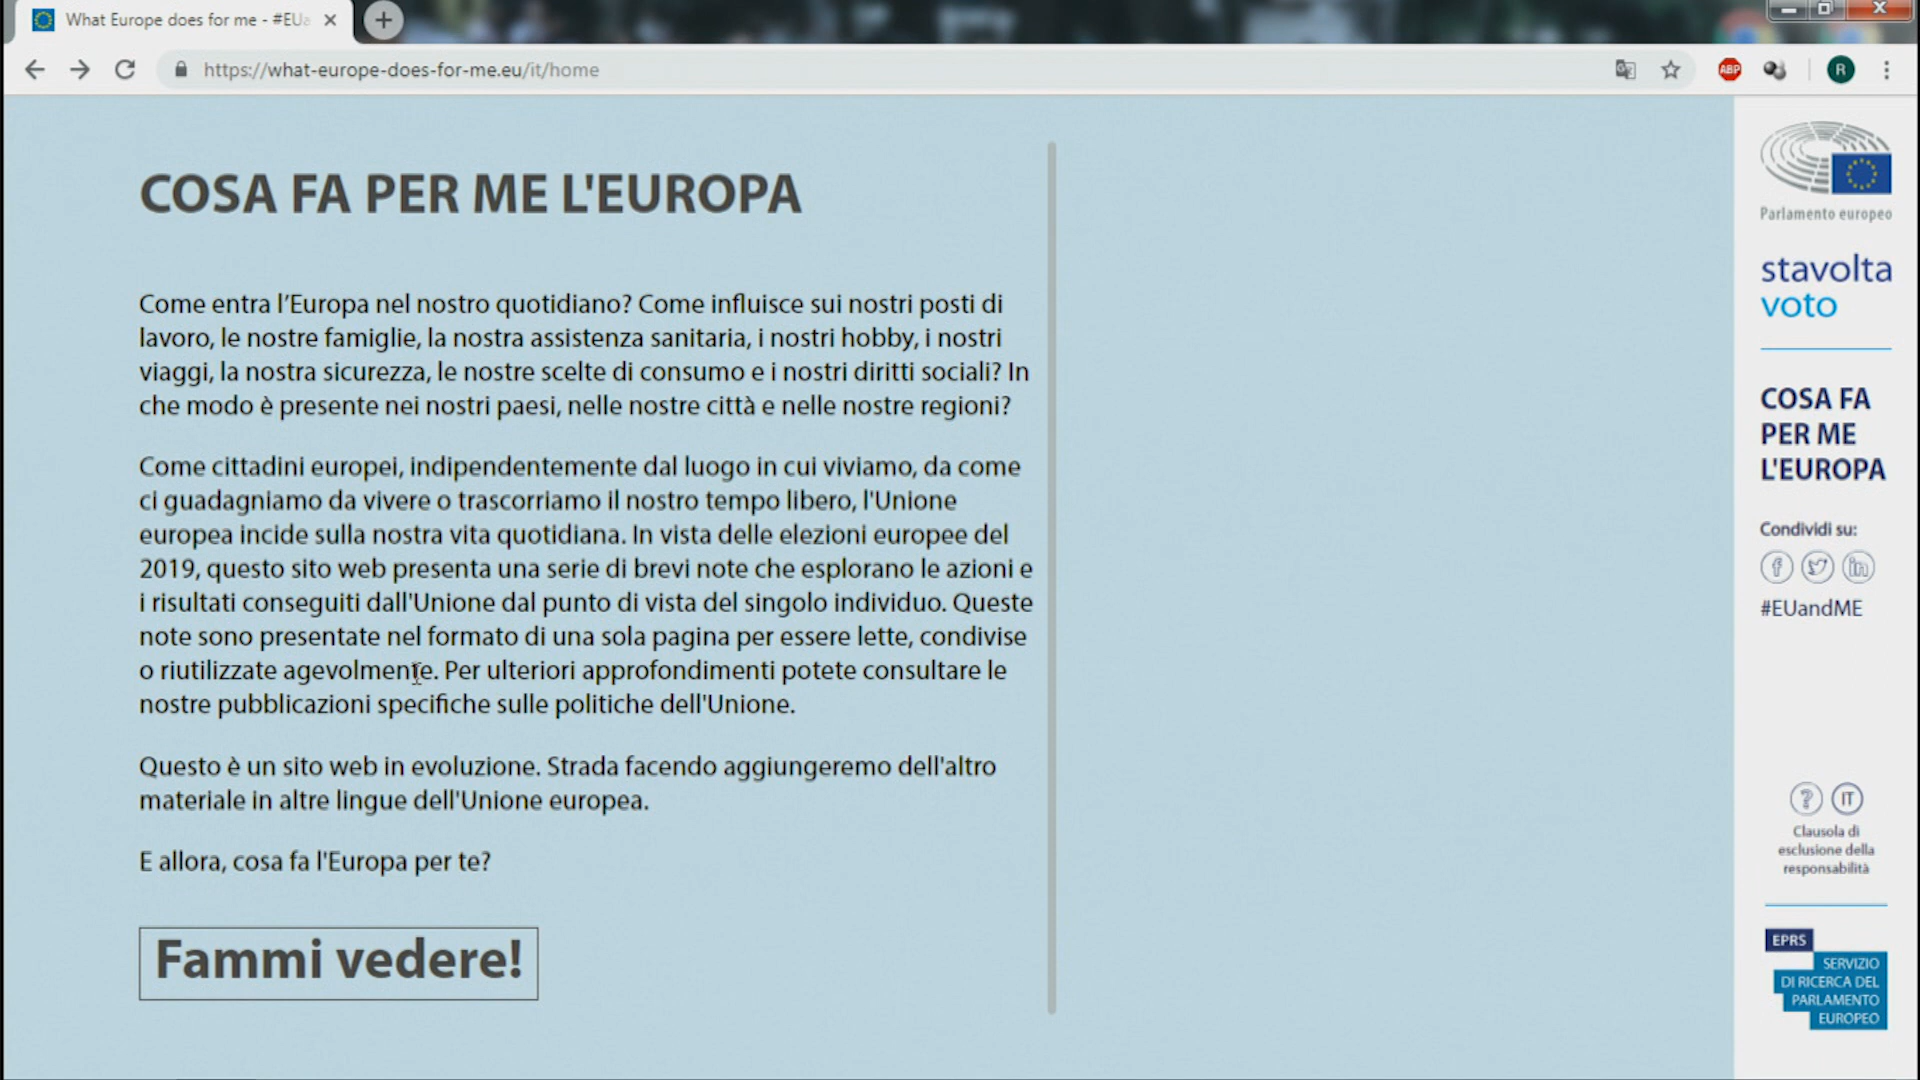 What Europe does for me - #EUa
https://what-europe-does-for-me.eu/it/home
ABP
R
COSA FA PER ME L'EUROPA
Come entra l’Europa nel nostro quotidiano? Come influisce sui nostri posti di
lavoro, le nostre famiglie, la nostra assistenza sanitaria, i nostri hobby, i nostri
viaggi, la nostra sicurezza, le nostre scelte di consumo e i nostri diritti sociali? In
che modo è presente nei nostri paesi, nelle nostre città e nelle nostre regioni?
Come cittadini europei, indipendentemente dal luogo in cui viviamo, da come
ci guadagniamo da vivere o trascorriamo il nostro tempo libero, l'Unione
europea incide sulla nostra vita quotidiana. In vista delle elezioni europee del
2019, questo sito web presenta una serie di brevi note che esplorano le azioni e
i risultati conseguiti dall'Unione dal punto di vista del singolo individuo. Queste
note sono presentate nel formato di una sola pagina per essere lette, condivise
o riutilizzate agevolmente. Per ulteriori approfondimenti potete consultare le
nostre pubblicazioni specifiche sulle politiche dell'Unione.
Questo è un sito web in evoluzione. Strada facendo aggiungeremo dell'altro
materiale in altre lingue dell'Unione europea.
E allora, cosa fa l'Europa per te?
Fammi vedere!
Parlamento europeo
stavolta
voto
COSA FA
PER ME
L'EUROPA
Condividi su:
#EUandME
? IT
Clausola di
esclusione della
responsabilità
EPRS
SERVIZIO
DI RICERCA DEL
PARLAMENTO
EUROPEO